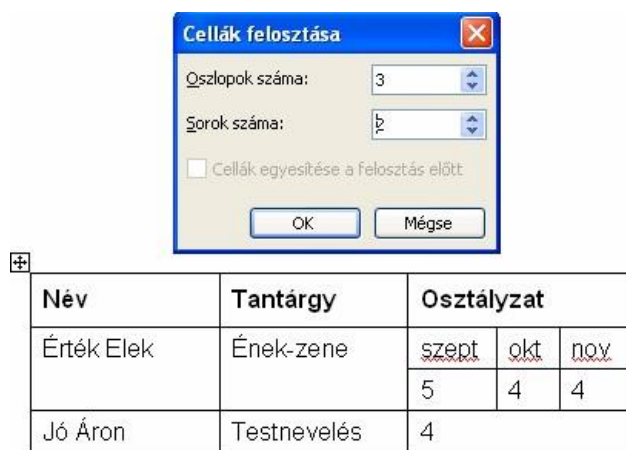 Cellák felosztása
Oszlopok száma: 3
Sorok száma: 2
Cellák egyesítése a felosztás előtt
OK Mégse
Név Tantárgy Osztályzat
Érték Elek Ének-zene szept okt nov
5 4 4
Jó Áron Testnevelés 4